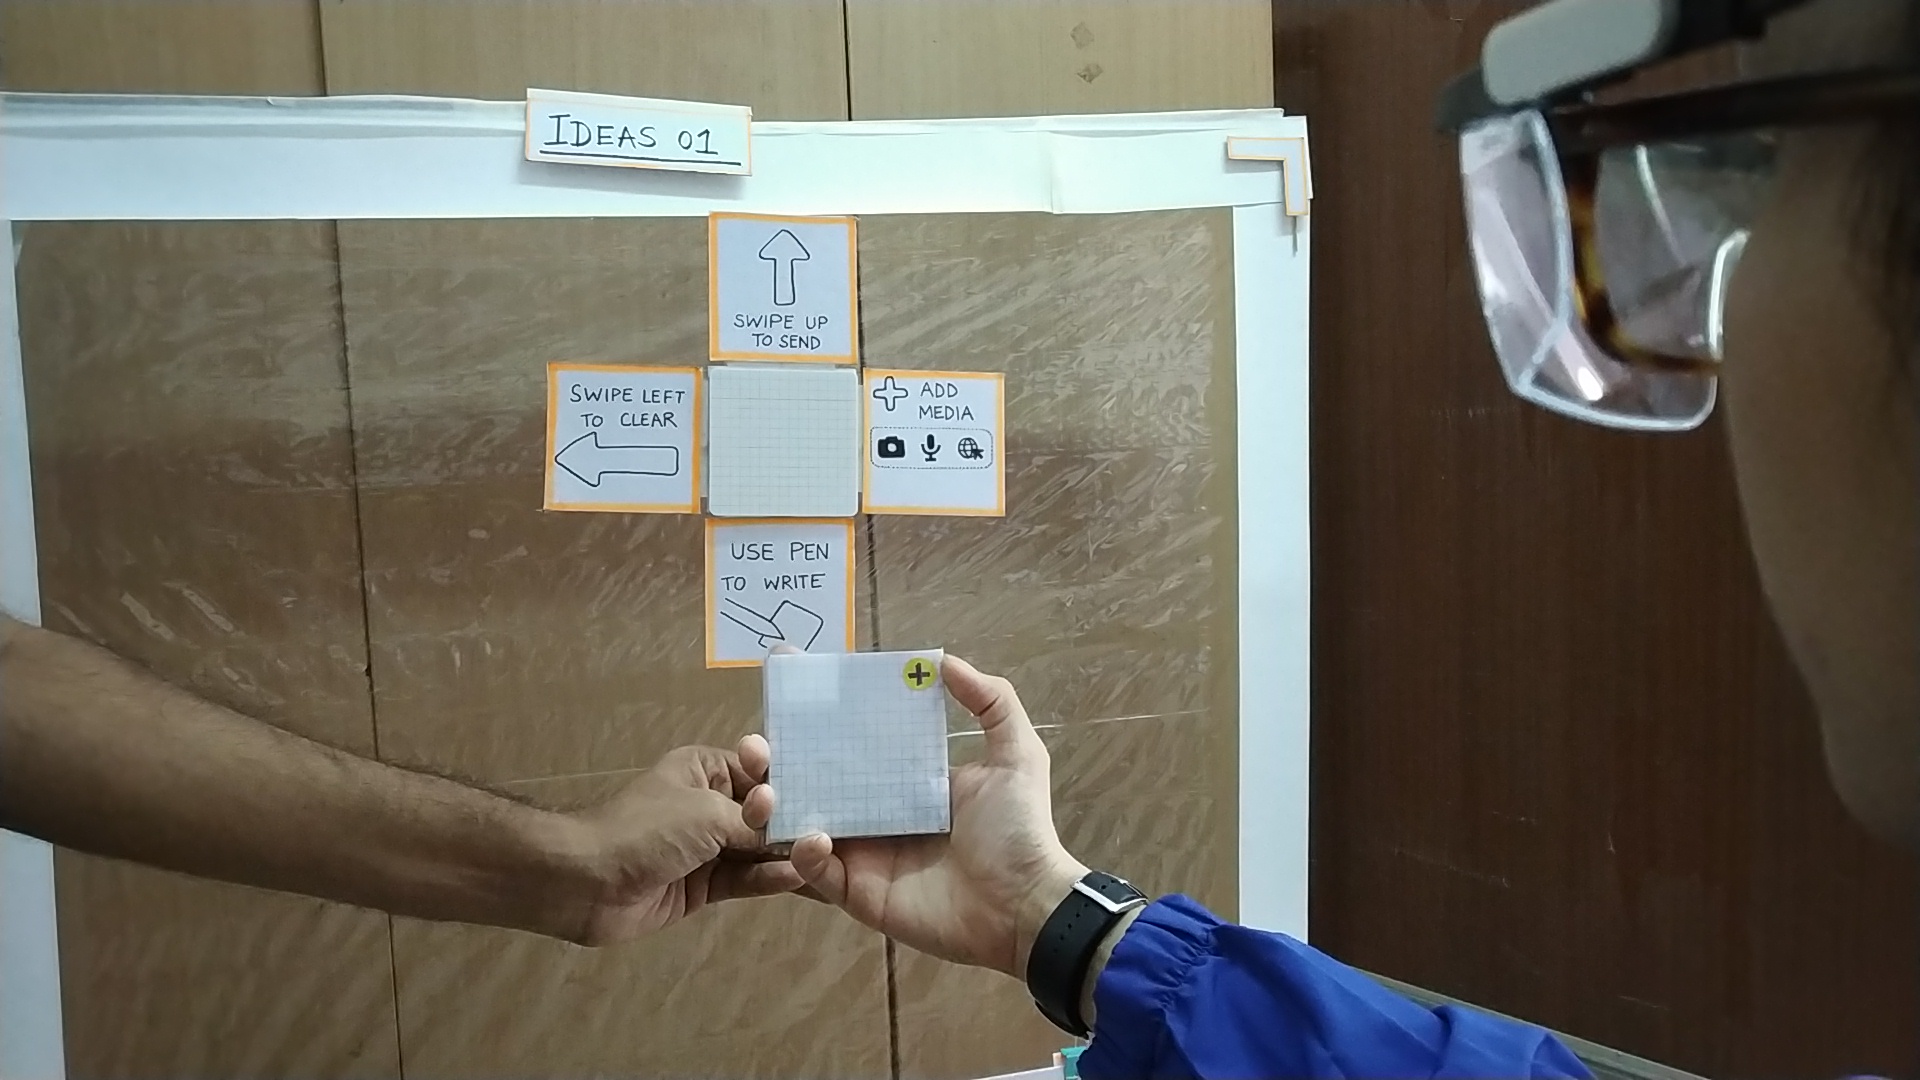 IDEAS 01
SWIPE UP
TO SEND
SWIPE LEFT
TO CLEAR
ADD
MEDIA
USE PEN
TO WRITE